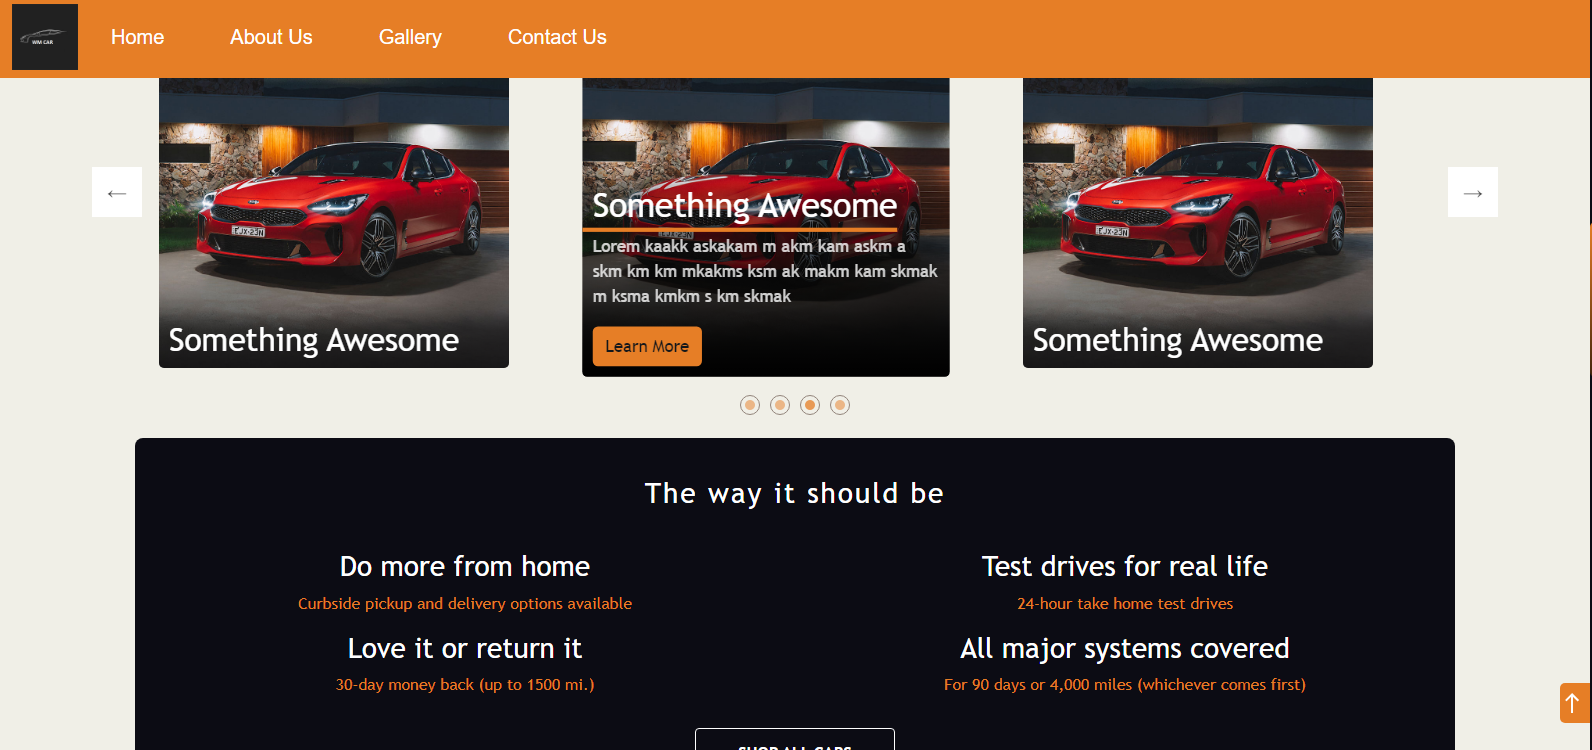 WM CAR
Home
About Us
Gallery
Contact Us
←
→
Something Awesome
Something Awesome
Lorem kaakk askakam m akm kam askm a
skm km km mkakms ksm ak makm kam skmak
m ksma kmkm s km skmak
Learn More
Something Awesome
The way it should be
Do more from home
Curbside pickup and delivery options available
Test drives for real life
24-hour take home test drives
Love it or return it
30-day money back (up to 1500 mi.)
All major systems covered
For 90 days or 4,000 miles (whichever comes first)
SHOP ALL CARS